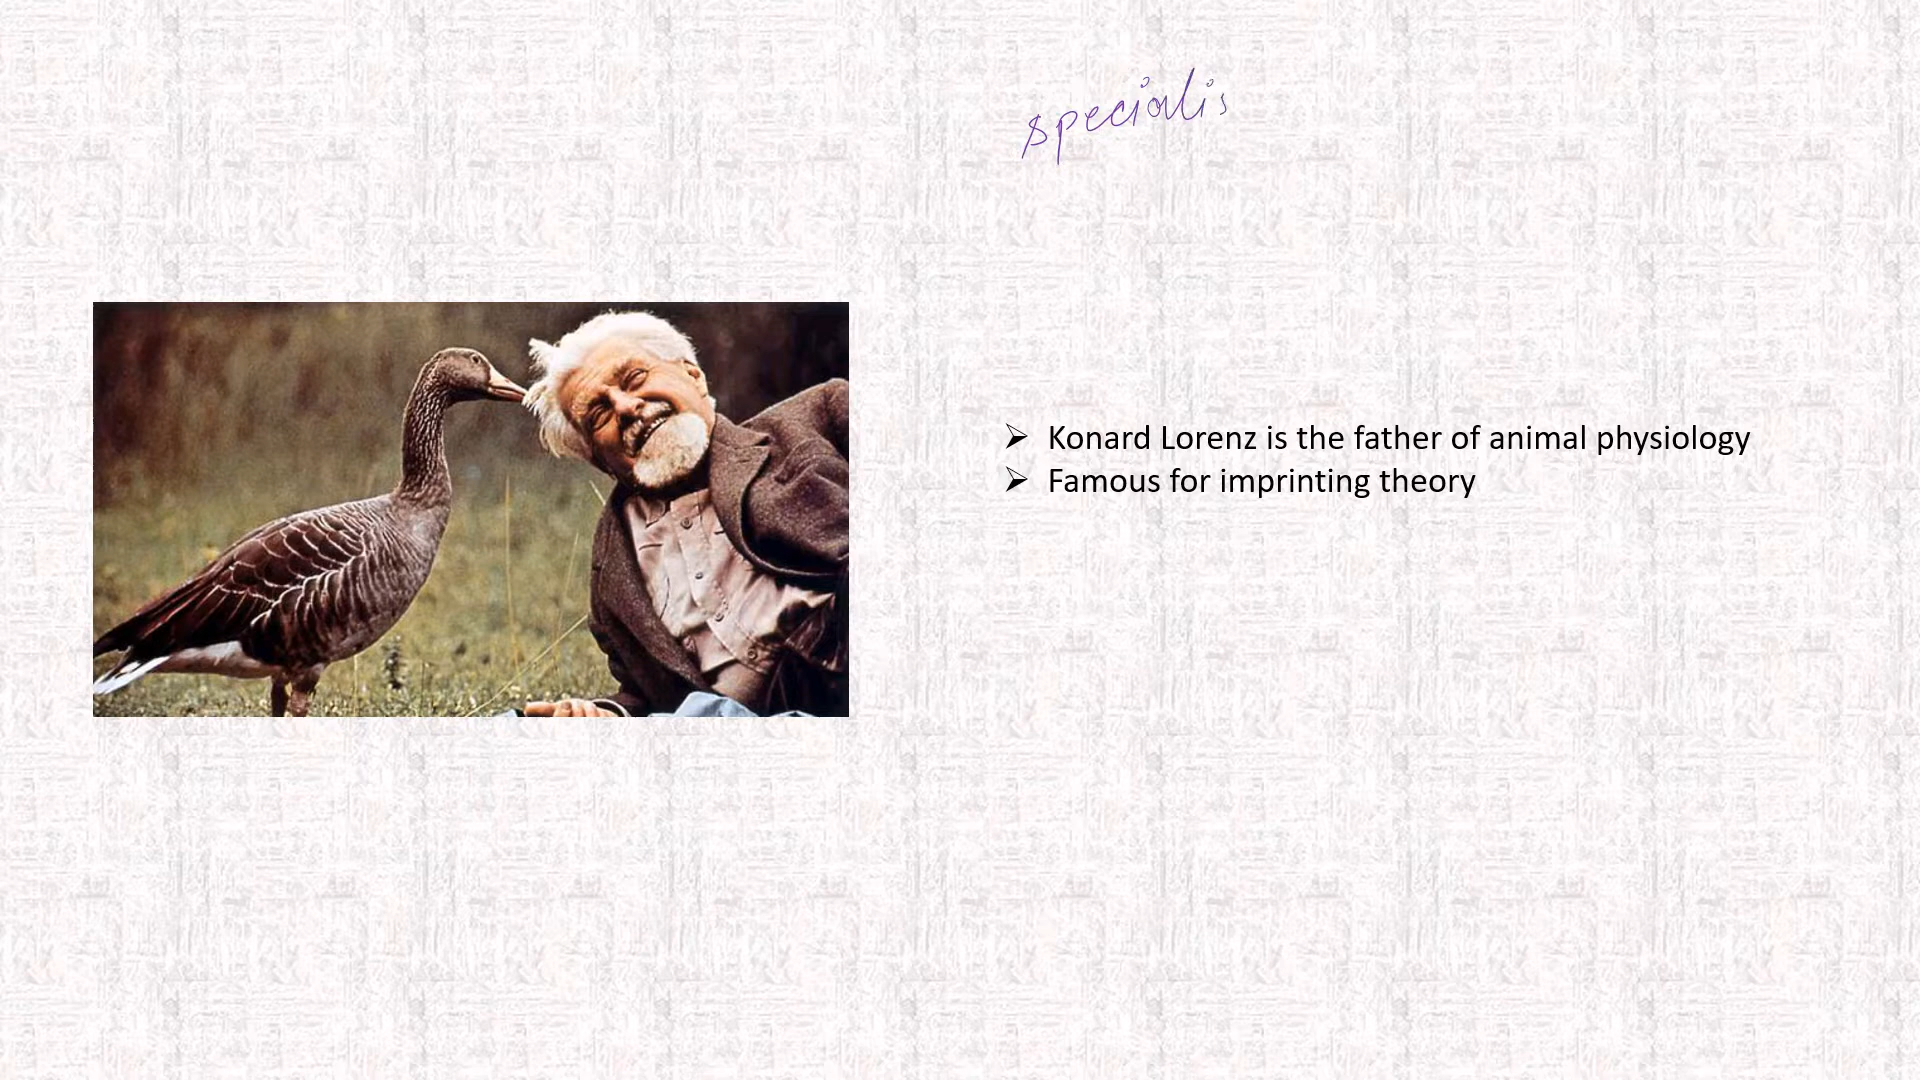 specialis
➢ Konard Lorenz is the father of animal physiology
➢ Famous for imprinting theory